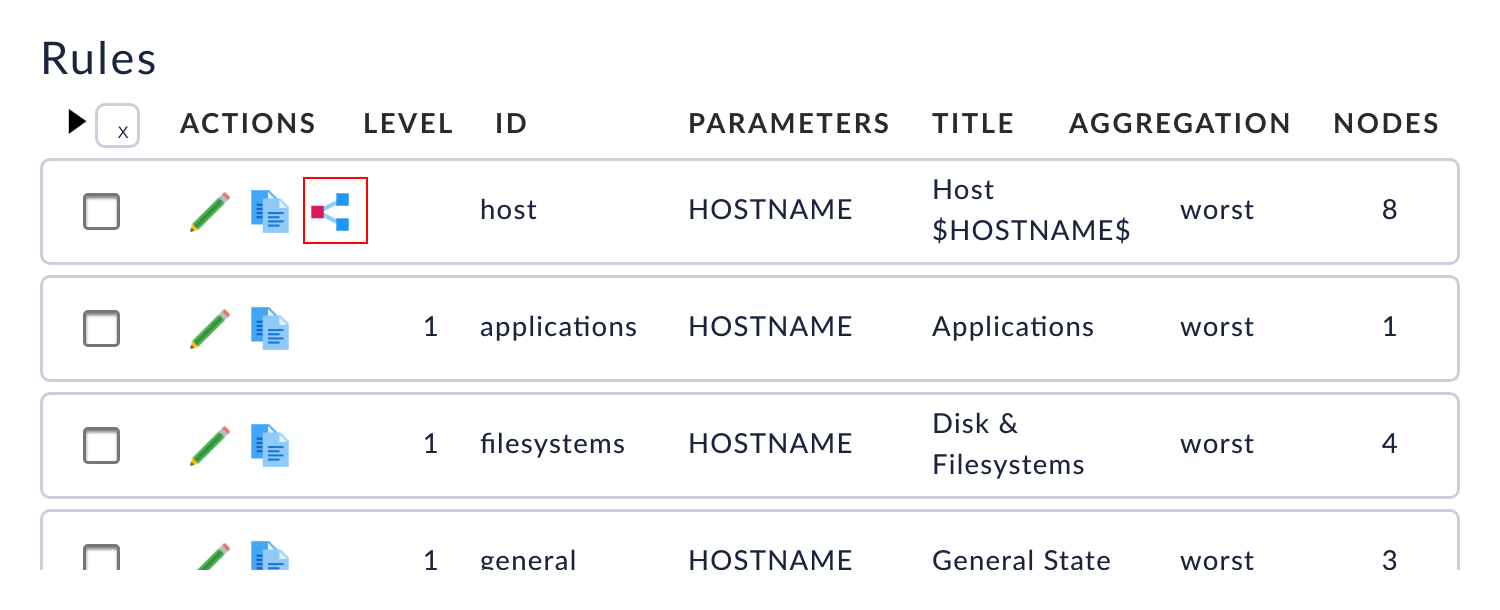 Rules
X ACTIONS LEVEL ID PARAMETERS TITLE AGGREGATION NODES
host HOSTNAME Host $HOSTNAME$ worst 8
1 applications HOSTNAME Applications worst 1
1 filesystems HOSTNAME Disk & Filesystems worst 4
1 general HOSTNAME General State worst 3